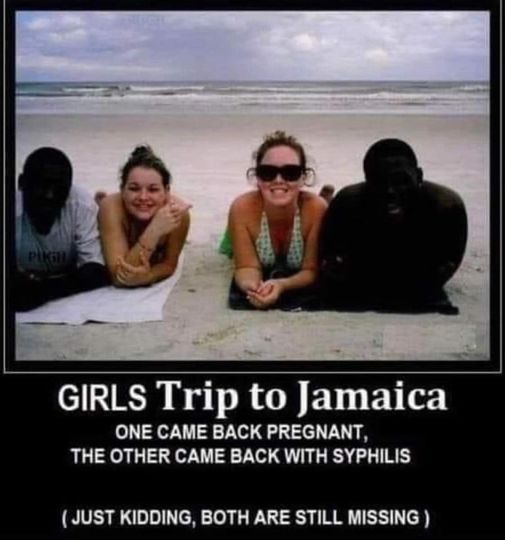 PUGH
GIRLS Trip to Jamaica
ONE CAME BACK PREGNANT,
THE OTHER CAME BACK WITH SYPHILIS
( JUST KIDDING, BOTH ARE STILL MISSING )